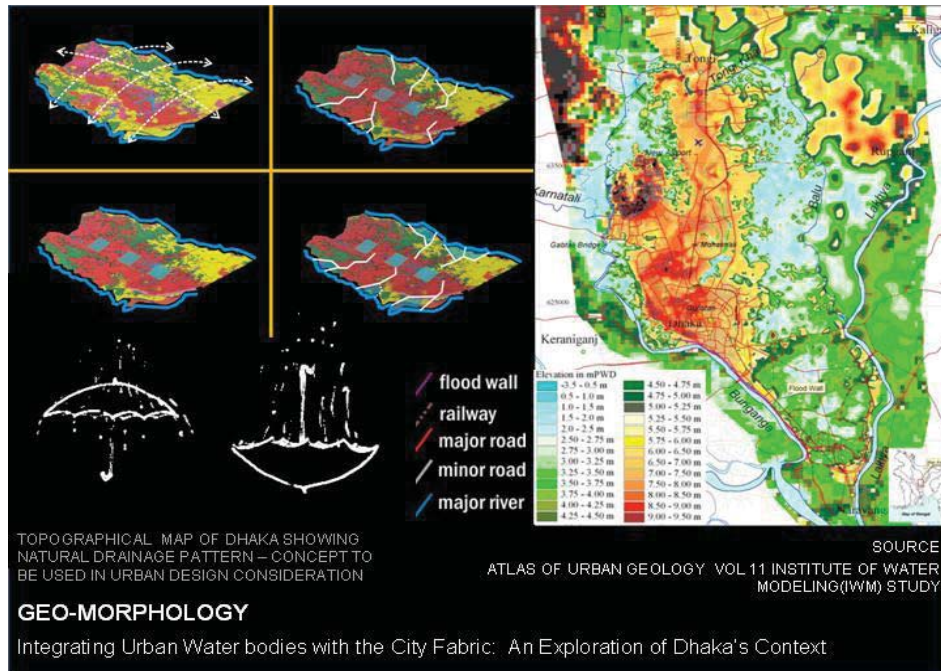 Tongi
Karnatali
Balu
Lakhya
Keraniganj
Dhaka
Flood Wall
Elevation in mPWD
-3.5 - 0.5 m
0.5 - 1.0 m
1.0 - 1.5 m
1.5 - 2.0 m
2.0 - 2.5 m
2.50 - 2.75 m
2.75 - 3.00 m
3.00 - 3.25 m
3.25 - 3.50 m
3.50 - 3.75 m
3.75 - 4.00 m
4.00 - 4.25 m
4.25 - 4.50 m
4.50 - 4.75 m
4.75 - 5.00 m
5.00 - 5.25 m
5.25 - 5.50 m
5.50 - 5.75 m
5.75 - 6.00 m
6.00 - 6.50 m
6.50 - 7.00 m
7.00 - 7.50 m
7.50 - 8.00 m
8.00 - 8.50 m
8.50 - 9.00 m
9.00 - 9.50 m
635000
625000
flood wall
railway
major road
minor road
major river
TOPOGRAPHICAL MAP OF DHAKA SHOWING
NATURAL DRAINAGE PATTERN – CONCEPT TO
BE USED IN URBAN DESIGN CONSIDERATION
SOURCE
ATLAS OF URBAN GEOLOGY VOL 11 INSTITUTE OF WATER
MODELING(IWM) STUDY
GEO-MORPHOLOGY
Integrating Urban Water bodies with the City Fabric: An Exploration of Dhaka's Context